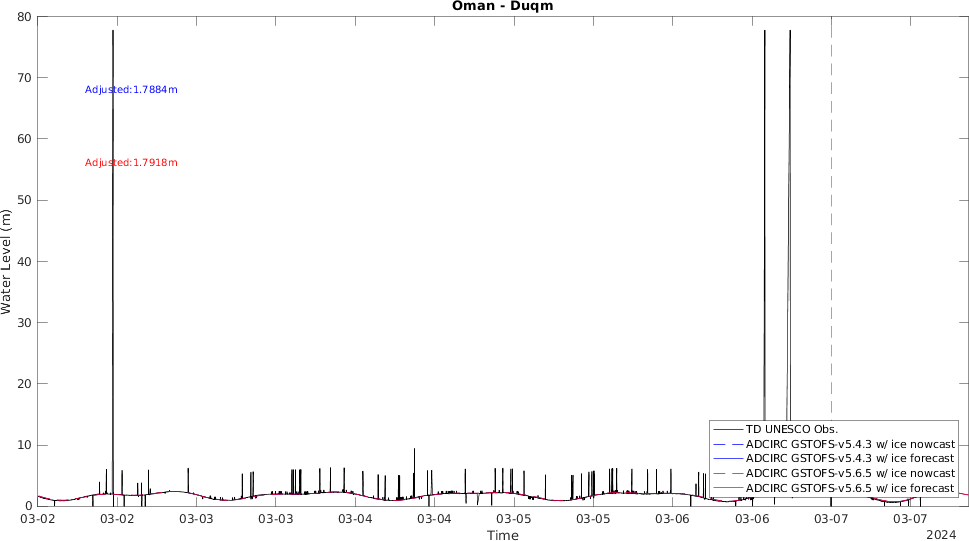 Oman - Duqm
80
70
60
50
40
30
20
10
0
Water Level (m)
Adjusted:1.7884m
Adjusted:1.7918m
TD UNESCO Obs.
ADCIRC GSTOFS-v5.4.3 w/ ice nowcast
ADCIRC GSTOFS-v5.4.3 w/ ice forecast
ADCIRC GSTOFS-v5.6.5 w/ ice nowcast
ADCIRC GSTOFS-v5.6.5 w/ ice forecast
03-02 03-02 03-03 03-03 03-04 03-04 03-05 03-05 03-06 03-06 03-07 03-07
Time
2024